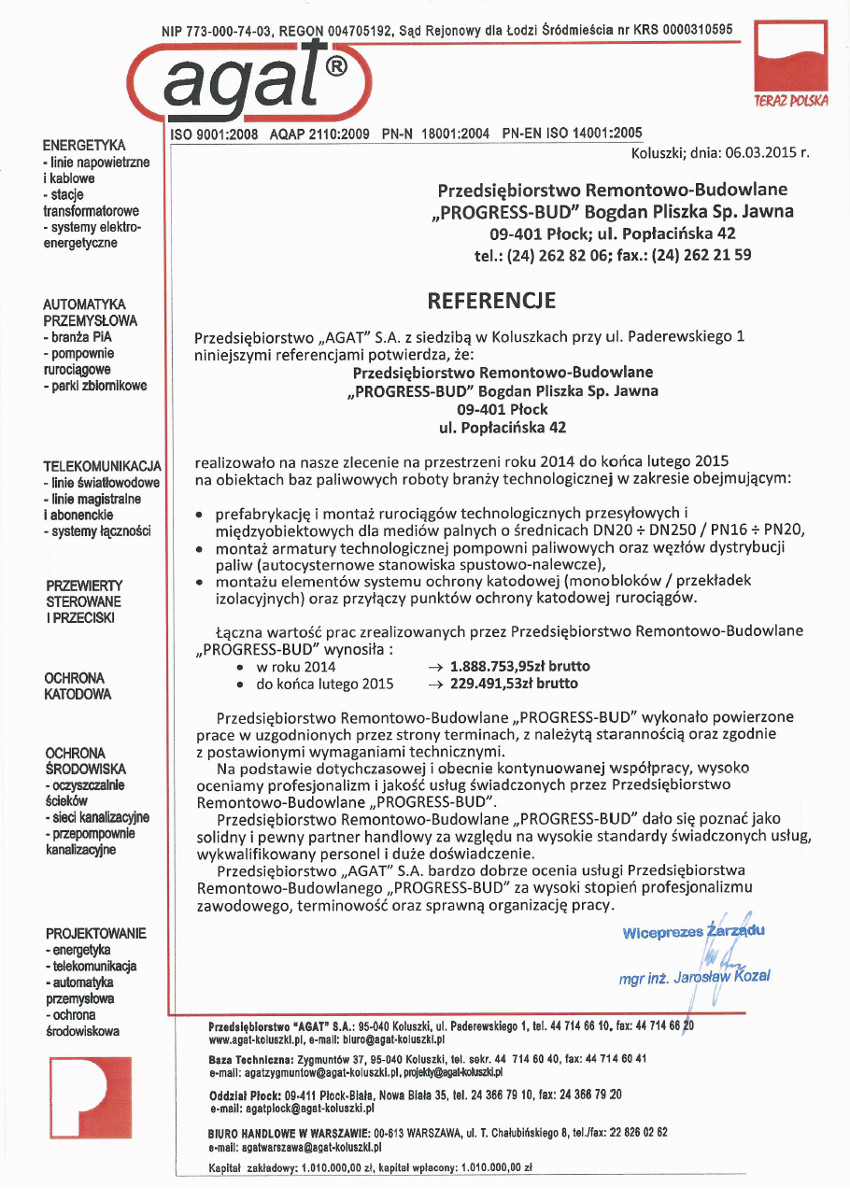 NIP 773-000-74-03, REGON 004705192, Sąd Rejonowy dla Łodzi Śródmieścia nr KRS 0000310595
agat®
TERAZ POLSKA
ISO 9001:2008 AQAP 2110:2009 PN-N 18001:2004 PN-EN ISO 14001:2005
Koluszki; dnia: 06.03.2015 r.
Przedsiębiorstwo Remontowo-Budowlane
„PROGRESS-BUD” Bogdan Pliszka Sp. Jawna
09-401 Płock; ul. Popłacińska 42
tel.: (24) 262 82 06; fax.: (24) 262 21 59
ENERGETYKA
- linie napowietrzne
i kablowe
- stacje
transformatorowe
- systemy elektro-
energetyczne
AUTOMATYKA
PRZEMYSŁOWA
- branża PiA
- pompownie
rurociągowe
- parki zbiornikowe
TELEKOMUNIKACJA
- linie światłowodowe
- linie magistralne
i abonenckie
- systemy łączności
PRZEWIERTY
STEROWANE
I PRZECISKI
OCHRONA
KATODOWA
OCHRONA
ŚRODOWISKA
- oczyszczalnie
ścieków
- sieci kanalizacyjne
- przepompownie
kanalizacyjne
PROJEKTOWANIE
- energetyka
- telekomunikacja
- automatyka
przemysłowa
- ochrona
środowiskowa
REFERENCJE
Przedsiębiorstwo „AGAT” S.A. z siedzibą w Koluszkach przy ul. Paderewskiego 1
niniejszymi referencjami potwierdza, że:
Przedsiębiorstwo Remontowo-Budowlane
„PROGRESS-BUD” Bogdan Pliszka Sp. Jawna
09-401 Płock
ul. Popłacińska 42
realizowało na nasze zlecenie na przestrzeni roku 2014 do końca lutego 2015
na obiektach baz paliwowych roboty branży technologicznej w zakresie obejmującym:
• prefabrykację i montaż rurociągów technologicznych przesyłowych i
międzyobiektowych dla mediów palnych o średnicach DN20 ÷ DN250 / PN16 ÷ PN20,
• montaż armatury technologicznej pompowni paliwowych oraz węzłów dystrybucji
paliw (autocysternowe stanowiska spustowo-nalewcze),
• montażu elementów systemu ochrony katodowej (monobloków / przekładek
izolacyjnych) oraz przyłączy punktów ochrony katodowej rurociągów.
Łączna wartość prac zrealizowanych przez Przedsiębiorstwo Remontowo-Budowlane
„PROGRESS-BUD” wynosiła :
• w roku 2014 → 1.888.753,95zł brutto
• do końca lutego 2015 → 229.491,53zł brutto
Przedsiębiorstwo Remontowo-Budowlane „PROGRESS-BUD” wykonało powierzone
prace w uzgodnionych przez strony terminach, z należytą starannością oraz zgodnie
z postawionymi wymaganiami technicznymi.
Na podstawie dotychczasowej i obecnie kontynuowanej współpracy, wysoko
oceniamy profesjonalizm i jakość usług świadczonych przez Przedsiębiorstwo
Remontowo-Budowlane „PROGRESS-BUD”.
Przedsiębiorstwo Remontowo-Budowlane „PROGRESS-BUD” dało się poznać jako
solidny i pewny partner handlowy za względu na wysokie standardy świadczonych usług,
wykwalifikowany personel i duże doświadczenie.
Przedsiębiorstwo „AGAT” S.A. bardzo dobrze ocenia usługi Przedsiębiorstwa
Remontowo-Budowlanego „PROGRESS-BUD” za wysoki stopień profesjonalizmu
zawodowego, terminowość oraz sprawną organizację pracy.
Wiceprezes Zarządu
mgr inż. Jarosław Kozal
Przedsiębiorstwo "AGAT" S.A.: 95-040 Koluszki, ul. Paderewskiego 1, tel. 44 714 66 10, fax: 44 714 66 20
www.agat-koluszki.pl, e-mail: biuro@agat-koluszki.pl
Baza Techniczna: Zygmuntów 37, 95-040 Koluszki, tel. sekr. 44 714 60 40, fax: 44 714 60 41
e-mail: agatzygmuntow@agat-koluszki.pl, projekty@agat-koluszki.pl
Oddział Płock: 09-411 Płock-Biała, Nowa Biała 35, tel. 24 366 79 10, fax: 24 366 79 20
e-mail: agatplock@agat-koluszki.pl
BIURO HANDLOWE W WARSZAWIE: 00-613 WARSZAWA, ul. T. Chałubińskiego 8, tel./fax: 22 826 02 62
e-mail: agatwarszawa@agat-koluszki.pl
Kapitał zakładowy: 1.010.000,00 zł, kapitał wpłacony: 1.010.000,00 zł